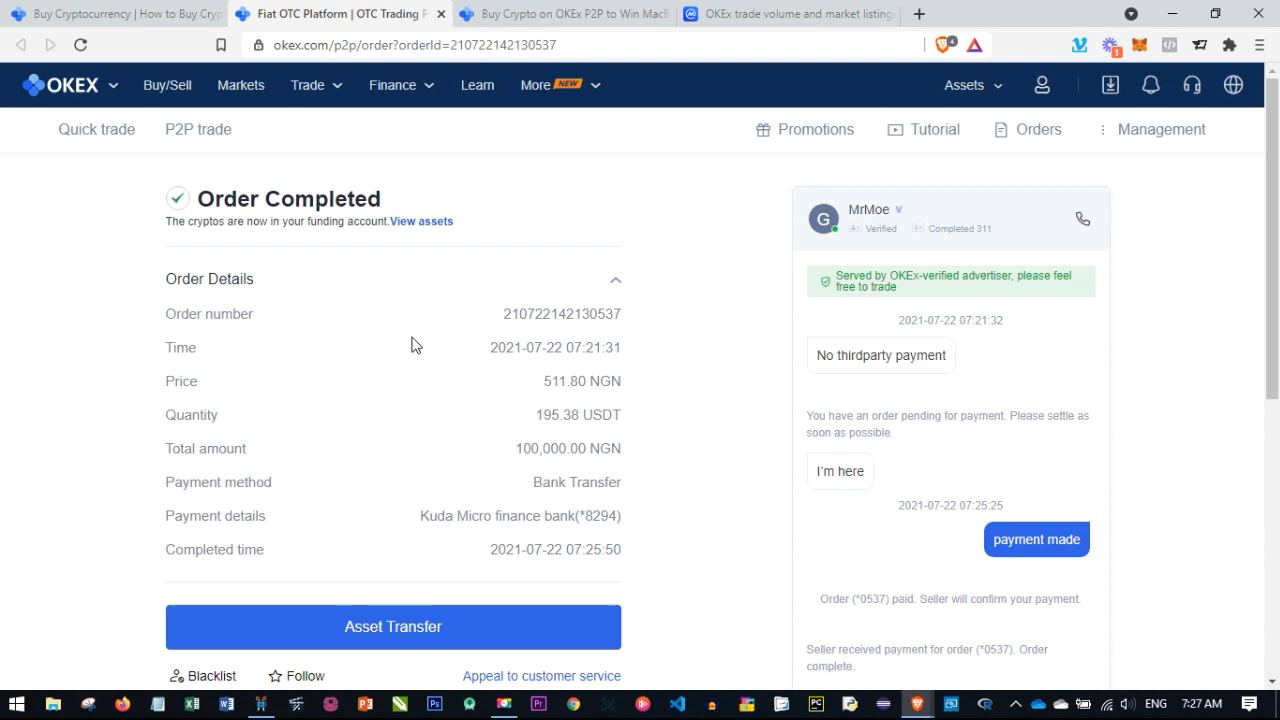 Buy Cryptocurrency | How to Buy Cryp
Fiat OTC Platform | OTC Trading P
Buy Crypto on OKEx P2P to Win MacB
OKEx trade volume and market listing
okex.com/p2p/order?orderId=210722142130537
4
1
OKEX
Buy/Sell
Markets
Trade
Finance
Learn
More NEW
Assets
Quick trade
P2P trade
Promotions
Tutorial
Orders
Management
Order Completed
The cryptos are now in your funding account.View assets
Order Details
Order number 210722142130537
Time 2021-07-22 07:21:31
Price 511.80 NGN
Quantity 195.38 USDT
Total amount 100,000.00 NGN
Payment method Bank Transfer
Payment details Kuda Micro finance bank(*8294)
Completed time 2021-07-22 07:25:50
Asset Transfer
Blacklist
Follow
Appeal to customer service
G
MrMoe v
Verified
Completed 311
Served by OKEx-verified advertiser, please feel
free to trade
2021-07-22 07:21:32
No thirdparty payment
You have an order pending for payment. Please settle as
soon as possible.
I'm here
2021-07-22 07:25:25
payment made
Order (*0537) paid. Seller will confirm your payment.
Seller received payment for order (*0537). Order
complete.
ENG
7:27 AM